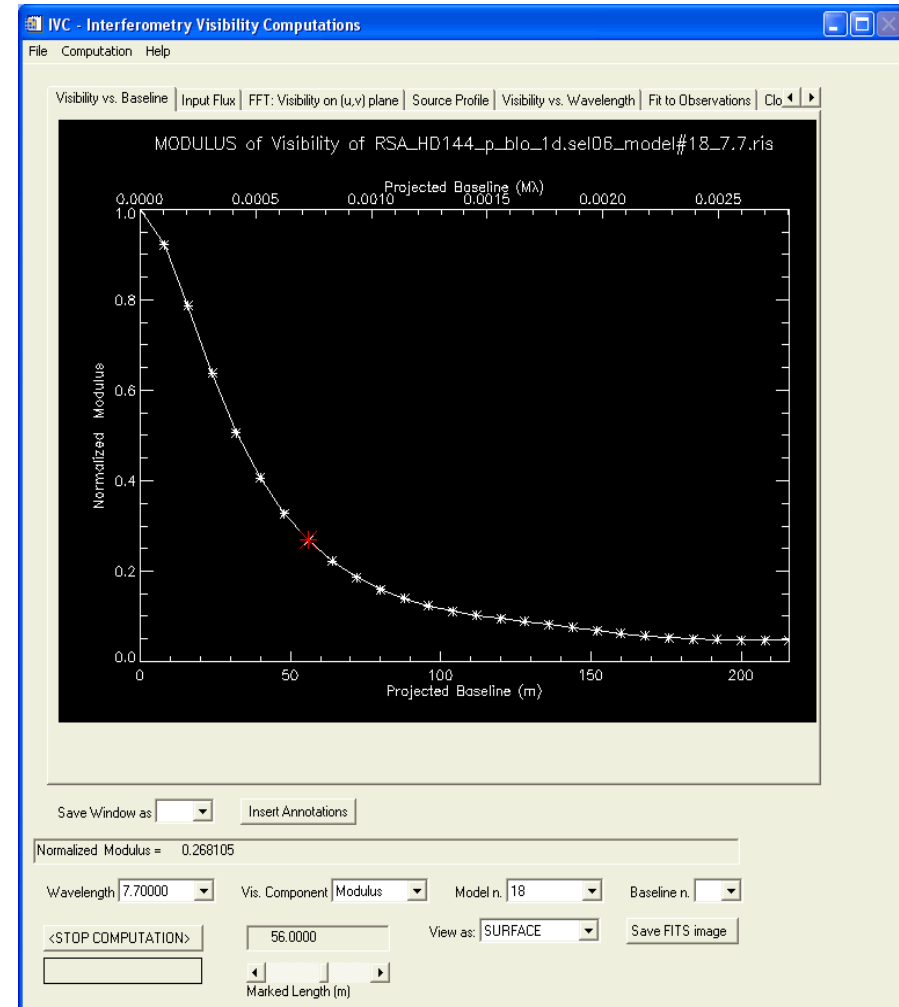 IVC - Interferometry Visibility Computations
File Computation Help
Visibility vs. Baseline Input Flux FFT: Visibility on (u,v) plane Source Profile Visibility vs. Wavelength Fit to Observations Clo
MODULUS of Visibility of RSA_HD144_p_blo_1d.sel06_model#18_7.7.ris
Projected Baseline (Mλ)
0.0000 0.0005 0.0010 0.0015 0.0020 0.0025
1.0
0.8
0.6
0.4
0.2
0.0
Normalized Modulus
0 50 100 150 200
Projected Baseline (m)
Save Window as Insert Annotations
Normalized Modulus = 0.268105
Wavelength 7.70000 Vis. Component Modulus Model n. 18 Baseline n.
<STOP COMPUTATION> 56.0000 View as: SURFACE Save FITS image
Marked Length (m)